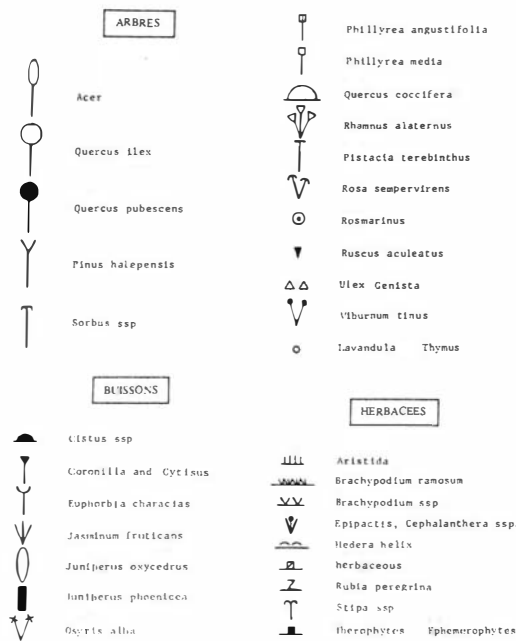 ARBRES
Acer
Quercus ilex
Quercus pubescens
Pinus halepensis
Sorbus ssp
BUISSONS
Cistus ssp
Coronilla and Cytisus
Euphorbia characias
Jasminum fruticans
Juniperus oxycedrus
Juniperus phoenicea
Osyris alba
Phillyrea angustifolia
Phillyrea media
Quercus coccifera
Rhamnus alaternus
Pistacia terebinthus
Rosa sempervirens
Rosmarinus
Ruscus aculeatus
Ulex Genista
Viburnum tinus
Lavandula Thymus
HERBACEES
Aristida
Brachypodium ramosum
Brachypodium ssp
Epipactis, Cephalanthera ssp.
Hedera helix
herbaceous
Rubia peregrina
Stipa ssp
Therophytes Ephemerophytes